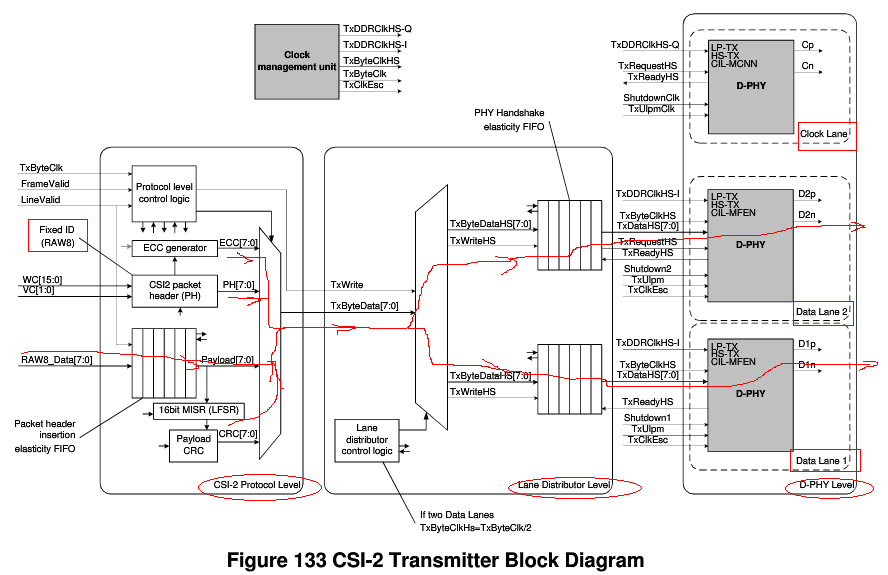 Clock
management unit
TxDDRClkHS-Q
TxDDRClkHS-I
TxByteClkHS
TxByteClk
TxClkEsc
TxDDRClkHS-Q
TxRequestHS
TxReadyHS
ShutdownClk
TxUlpmClk
LP-TX
HS-TX
CIL-MCNN
D-PHY
Cp
Cn
Clock Lane
PHY Handshake
elasticity FIFO
TxByteClk
FrameValid
LineValid
Protocol level
control logic
Fixed ID
(RAW8)
ECC generator
ECC[7:0]
WC[15:0]
VC[1:0]
CSI2 packet
header (PH)
PH[7:0]
RAW8_Data[7:0]
Payload[7:0]
16bit MISR (LFSR)
Payload
CRC
CRC[7:0]
Packet header
insertion
elasticity FIFO
CSI-2 Protocol Level
TxWrite
TxByteData[7:0]
TxByteDataHS[7:0]
TxWriteHS
TxByteDataHS[7:0]
TxWriteHS
Lane
distributor
control logic
Lane Distributor Level
If two Data Lanes
TxByteClkHs=TxByteClk/2
TxDDRClkHS-I
TxByteClkHS
TxDataHS[7:0]
TxRequestHS
TxReadyHS
Shutdown2
TxUlpm
TxClkEsc
LP-TX
HS-TX
CIL-MFEN
D-PHY
D2p
D2n
Data Lane 2
TxDDRClkHS-I
TxByteClkHS
TxDataHS[7:0]
TxReadyHS
Shutdown1
TxUlpm
TxClkEsc
LP-TX
HS-TX
CIL-MFEN
D-PHY
D1p
D1n
Data Lane 1
D-PHY Level
Figure 133 CSI-2 Transmitter Block Diagram